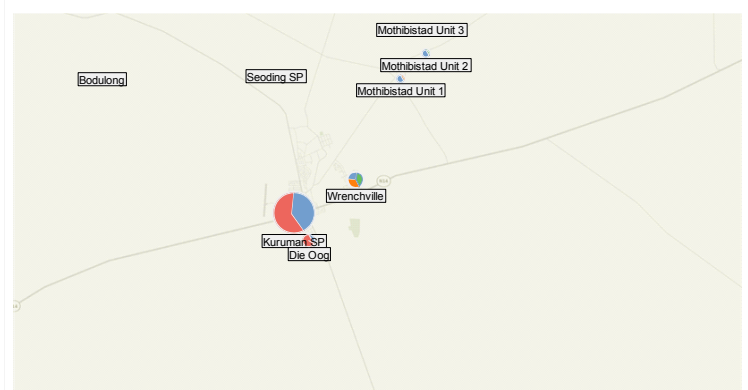 Mothibistad Unit 3
Mothibistad Unit 2
Seoding SP
Bodulong
Mothibistad Unit 1
Wrenchville
Kuruman SP
Die Oog